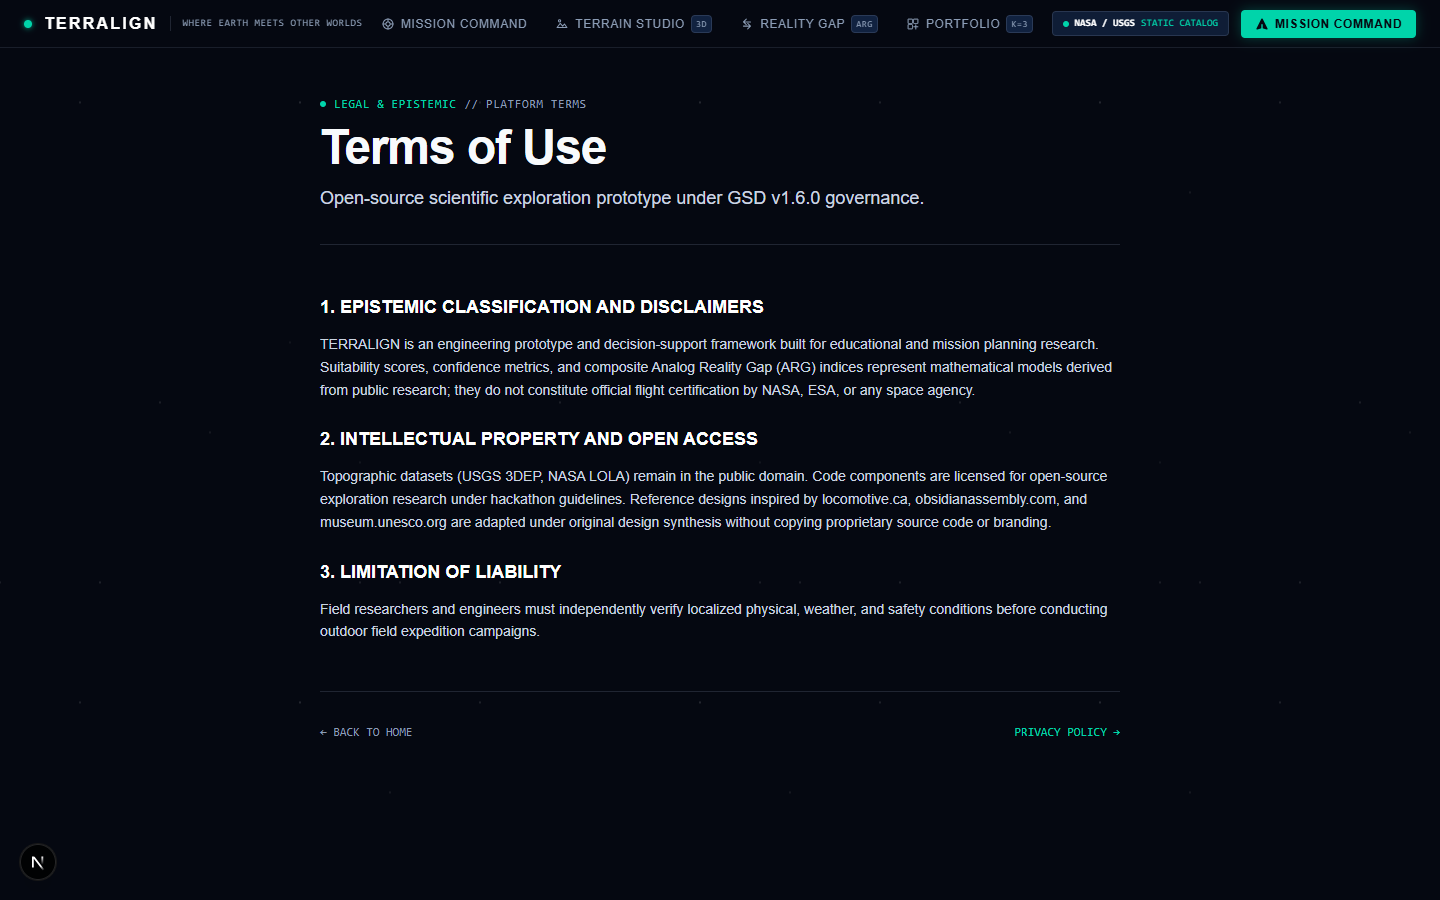 TERRALIGN
WHERE EARTH MEETS OTHER WORLDS
MISSION COMMAND
TERRAIN STUDIO 3D
REALITY GAP ARG
PORTFOLIO K=3
NASA / USGS STATIC CATALOG
MISSION COMMAND
LEGAL & EPISTEMIC // PLATFORM TERMS
Terms of Use
Open-source scientific exploration prototype under GSD v1.6.0 governance.
1. EPISTEMIC CLASSIFICATION AND DISCLAIMERS
TERRALIGN is an engineering prototype and decision-support framework built for educational and mission planning research.
Suitability scores, confidence metrics, and composite Analog Reality Gap (ARG) indices represent mathematical models derived
from public research; they do not constitute official flight certification by NASA, ESA, or any space agency.
2. INTELLECTUAL PROPERTY AND OPEN ACCESS
Topographic datasets (USGS 3DEP, NASA LOLA) remain in the public domain. Code components are licensed for open-source
exploration research under hackathon guidelines. Reference designs inspired by locomotive.ca, obsidianassembly.com, and
museum.unesco.org are adapted under original design synthesis without copying proprietary source code or branding.
3. LIMITATION OF LIABILITY
Field researchers and engineers must independently verify localized physical, weather, and safety conditions before conducting
outdoor field expedition campaigns.
← BACK TO HOME
PRIVACY POLICY →
N